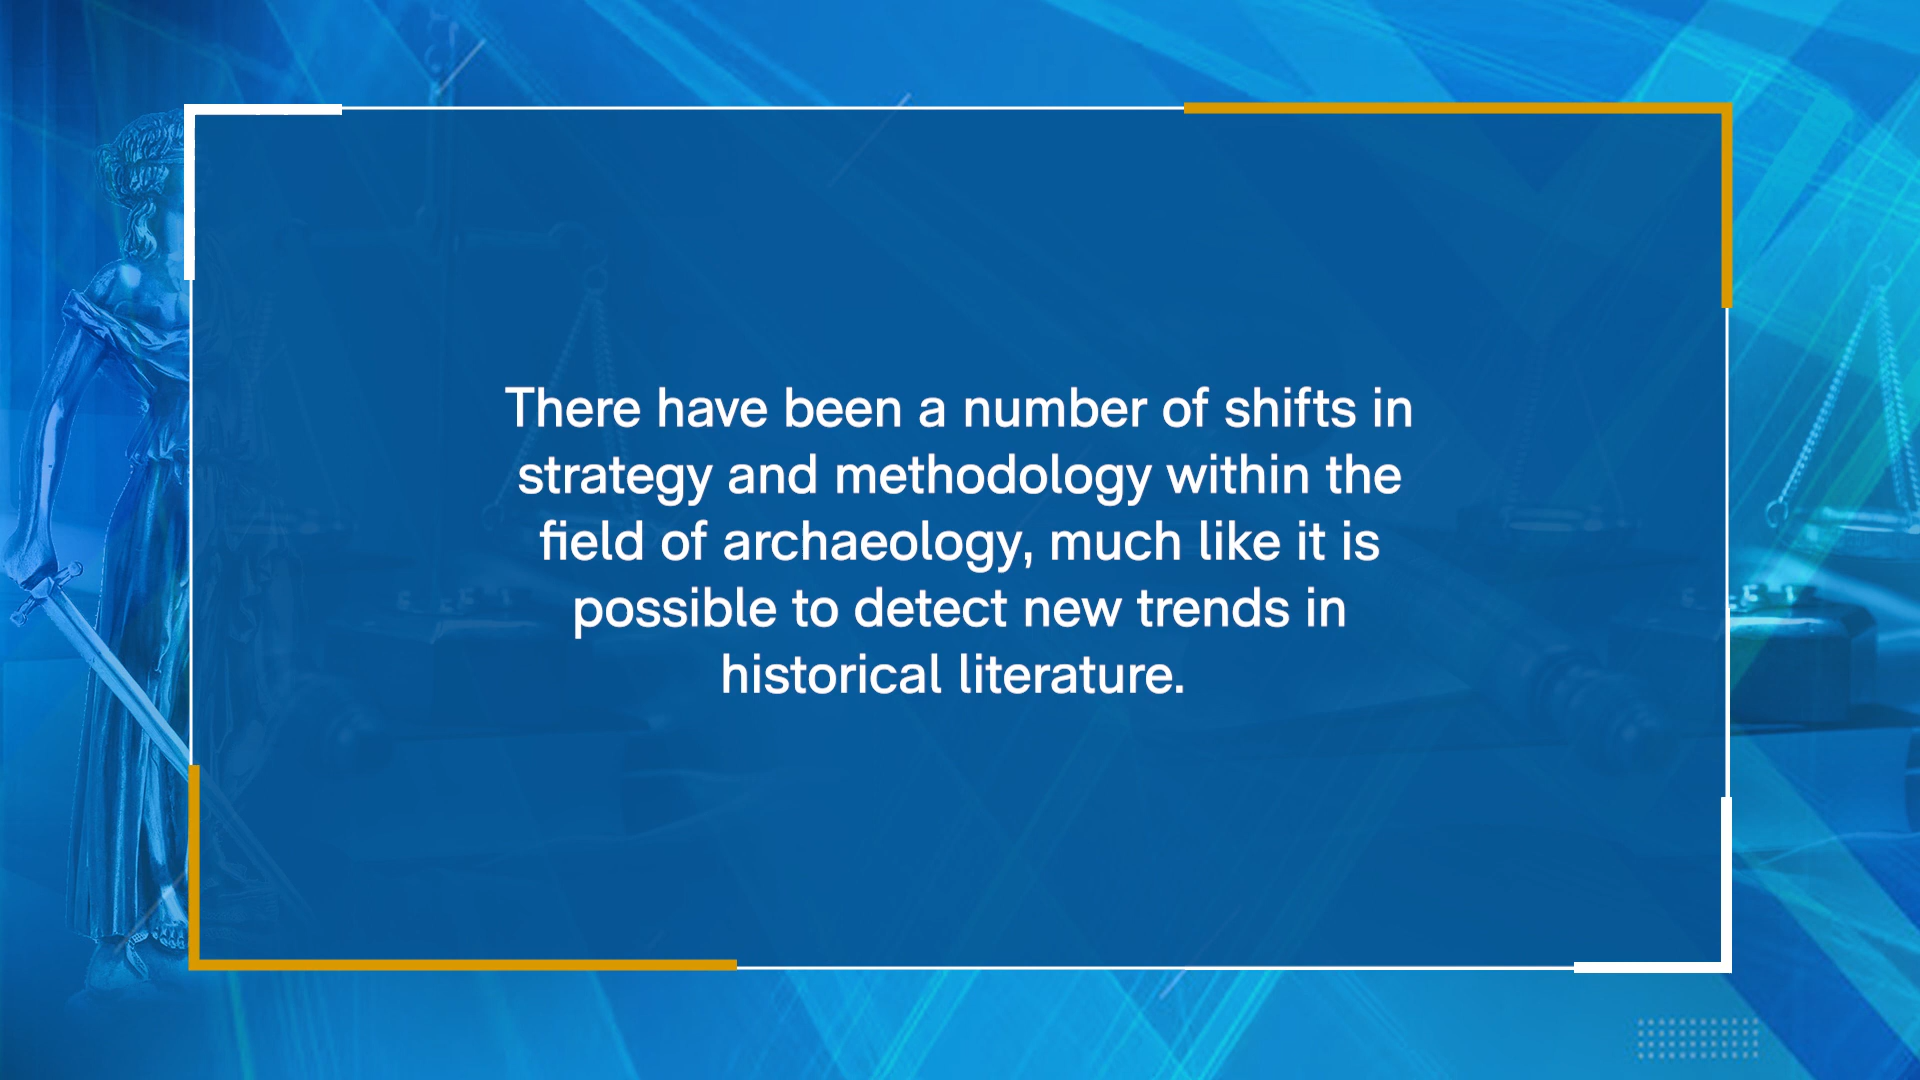 There have been a number of shifts in
strategy and methodology within the
field of archaeology, much like it is
possible to detect new trends in
historical literature.